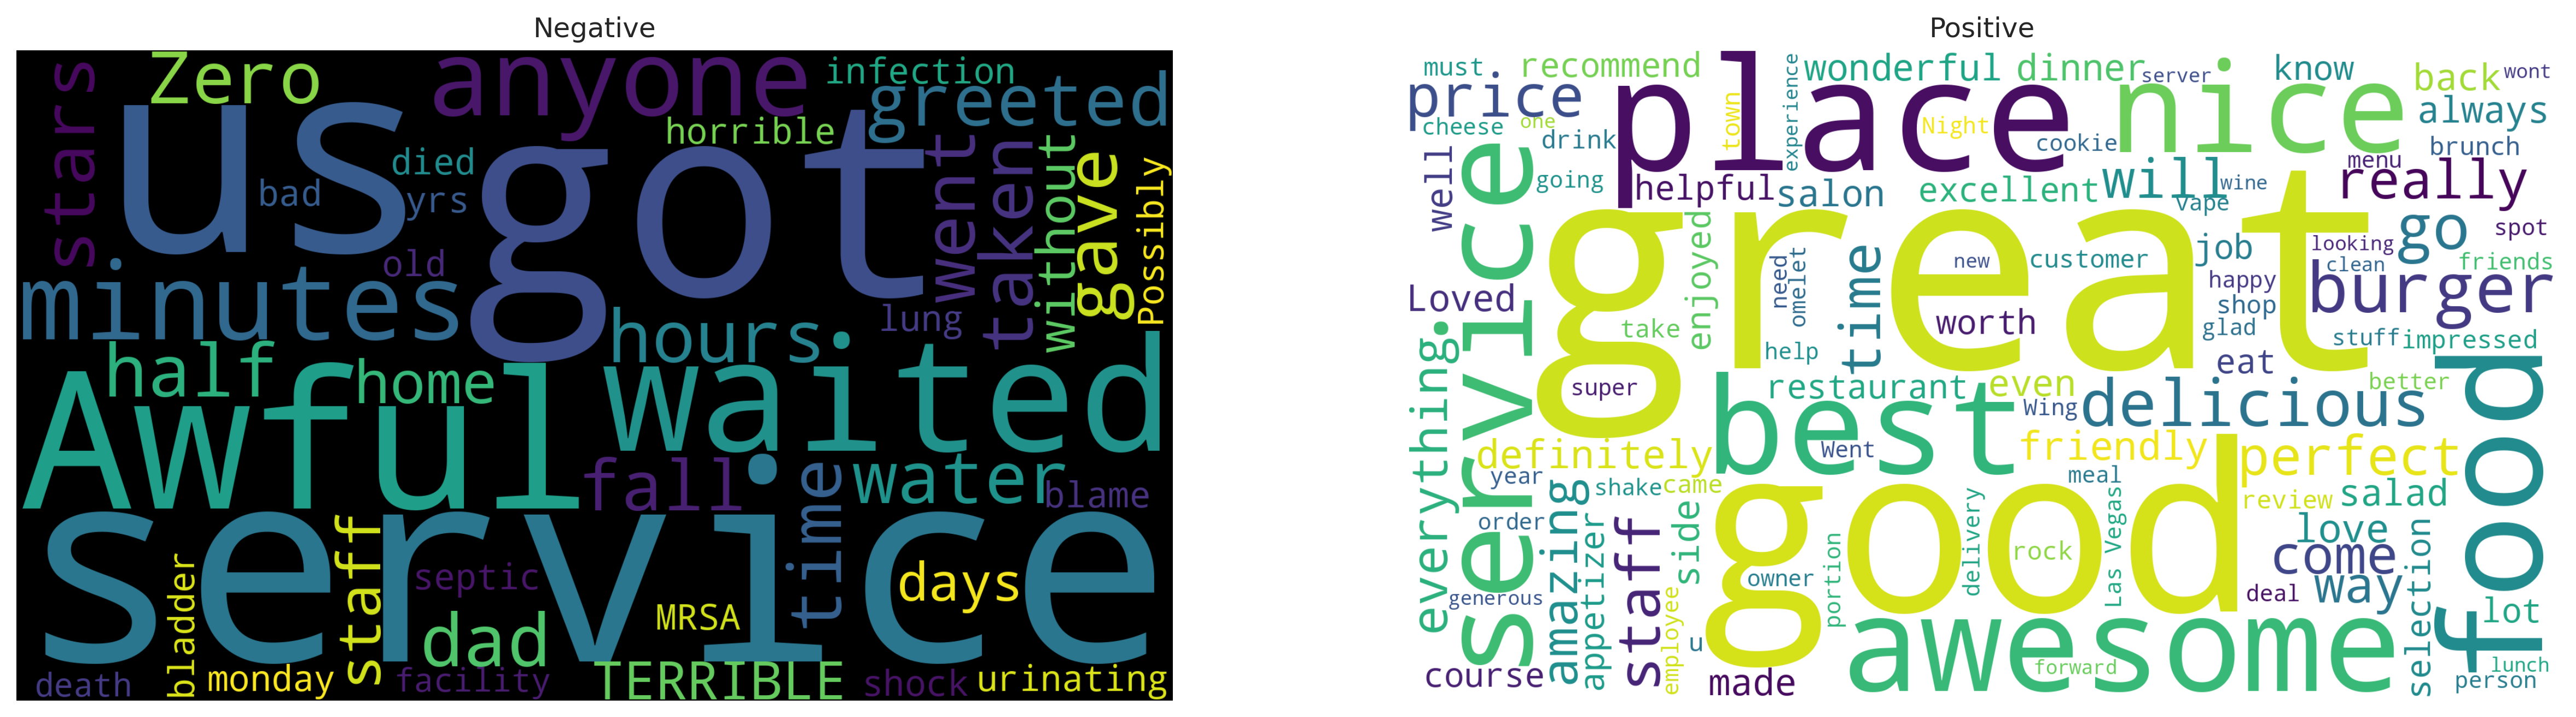 Negative
stars
Zero
anyone
infection
greeted
us
got
horrible
died
bad
yrs
old
went
taken
without
gave
Possibly
minutes
lung
hours
half
home
Awful
waited
fall
water
blame
time
service
staff
septic
days
MRSA
bladder
dad
death
monday
facility
TERRIBLE
shock
urinating
Positive
must
recommend
experience
wonderful
dinner
server
know
back
wont
price
place
nice
always
town
Night
cheese
one
drink
cookie
brunch
well
service
going
helpful
salon
excellent
will
wine
menu
really
vape
great
enjoyed
need
omelet
time
new
customer
job
looking
go
spot
clean
friends
happy
burger
Loved
take
worth
shop
glad
stuff
impressed
help
eat
everything
super
restaurant
even
better
best
Wing
delicious
food
definitely
Went
friendly
perfect
year
shake
came
meal
review
salad
order
amazing
appetizer
staff
side
good
delivery
rock
Las Vegas
love
come
selection
owner
portion
deal
way
generous
employee
lot
u
awesome
forward
course
made
lunch
person